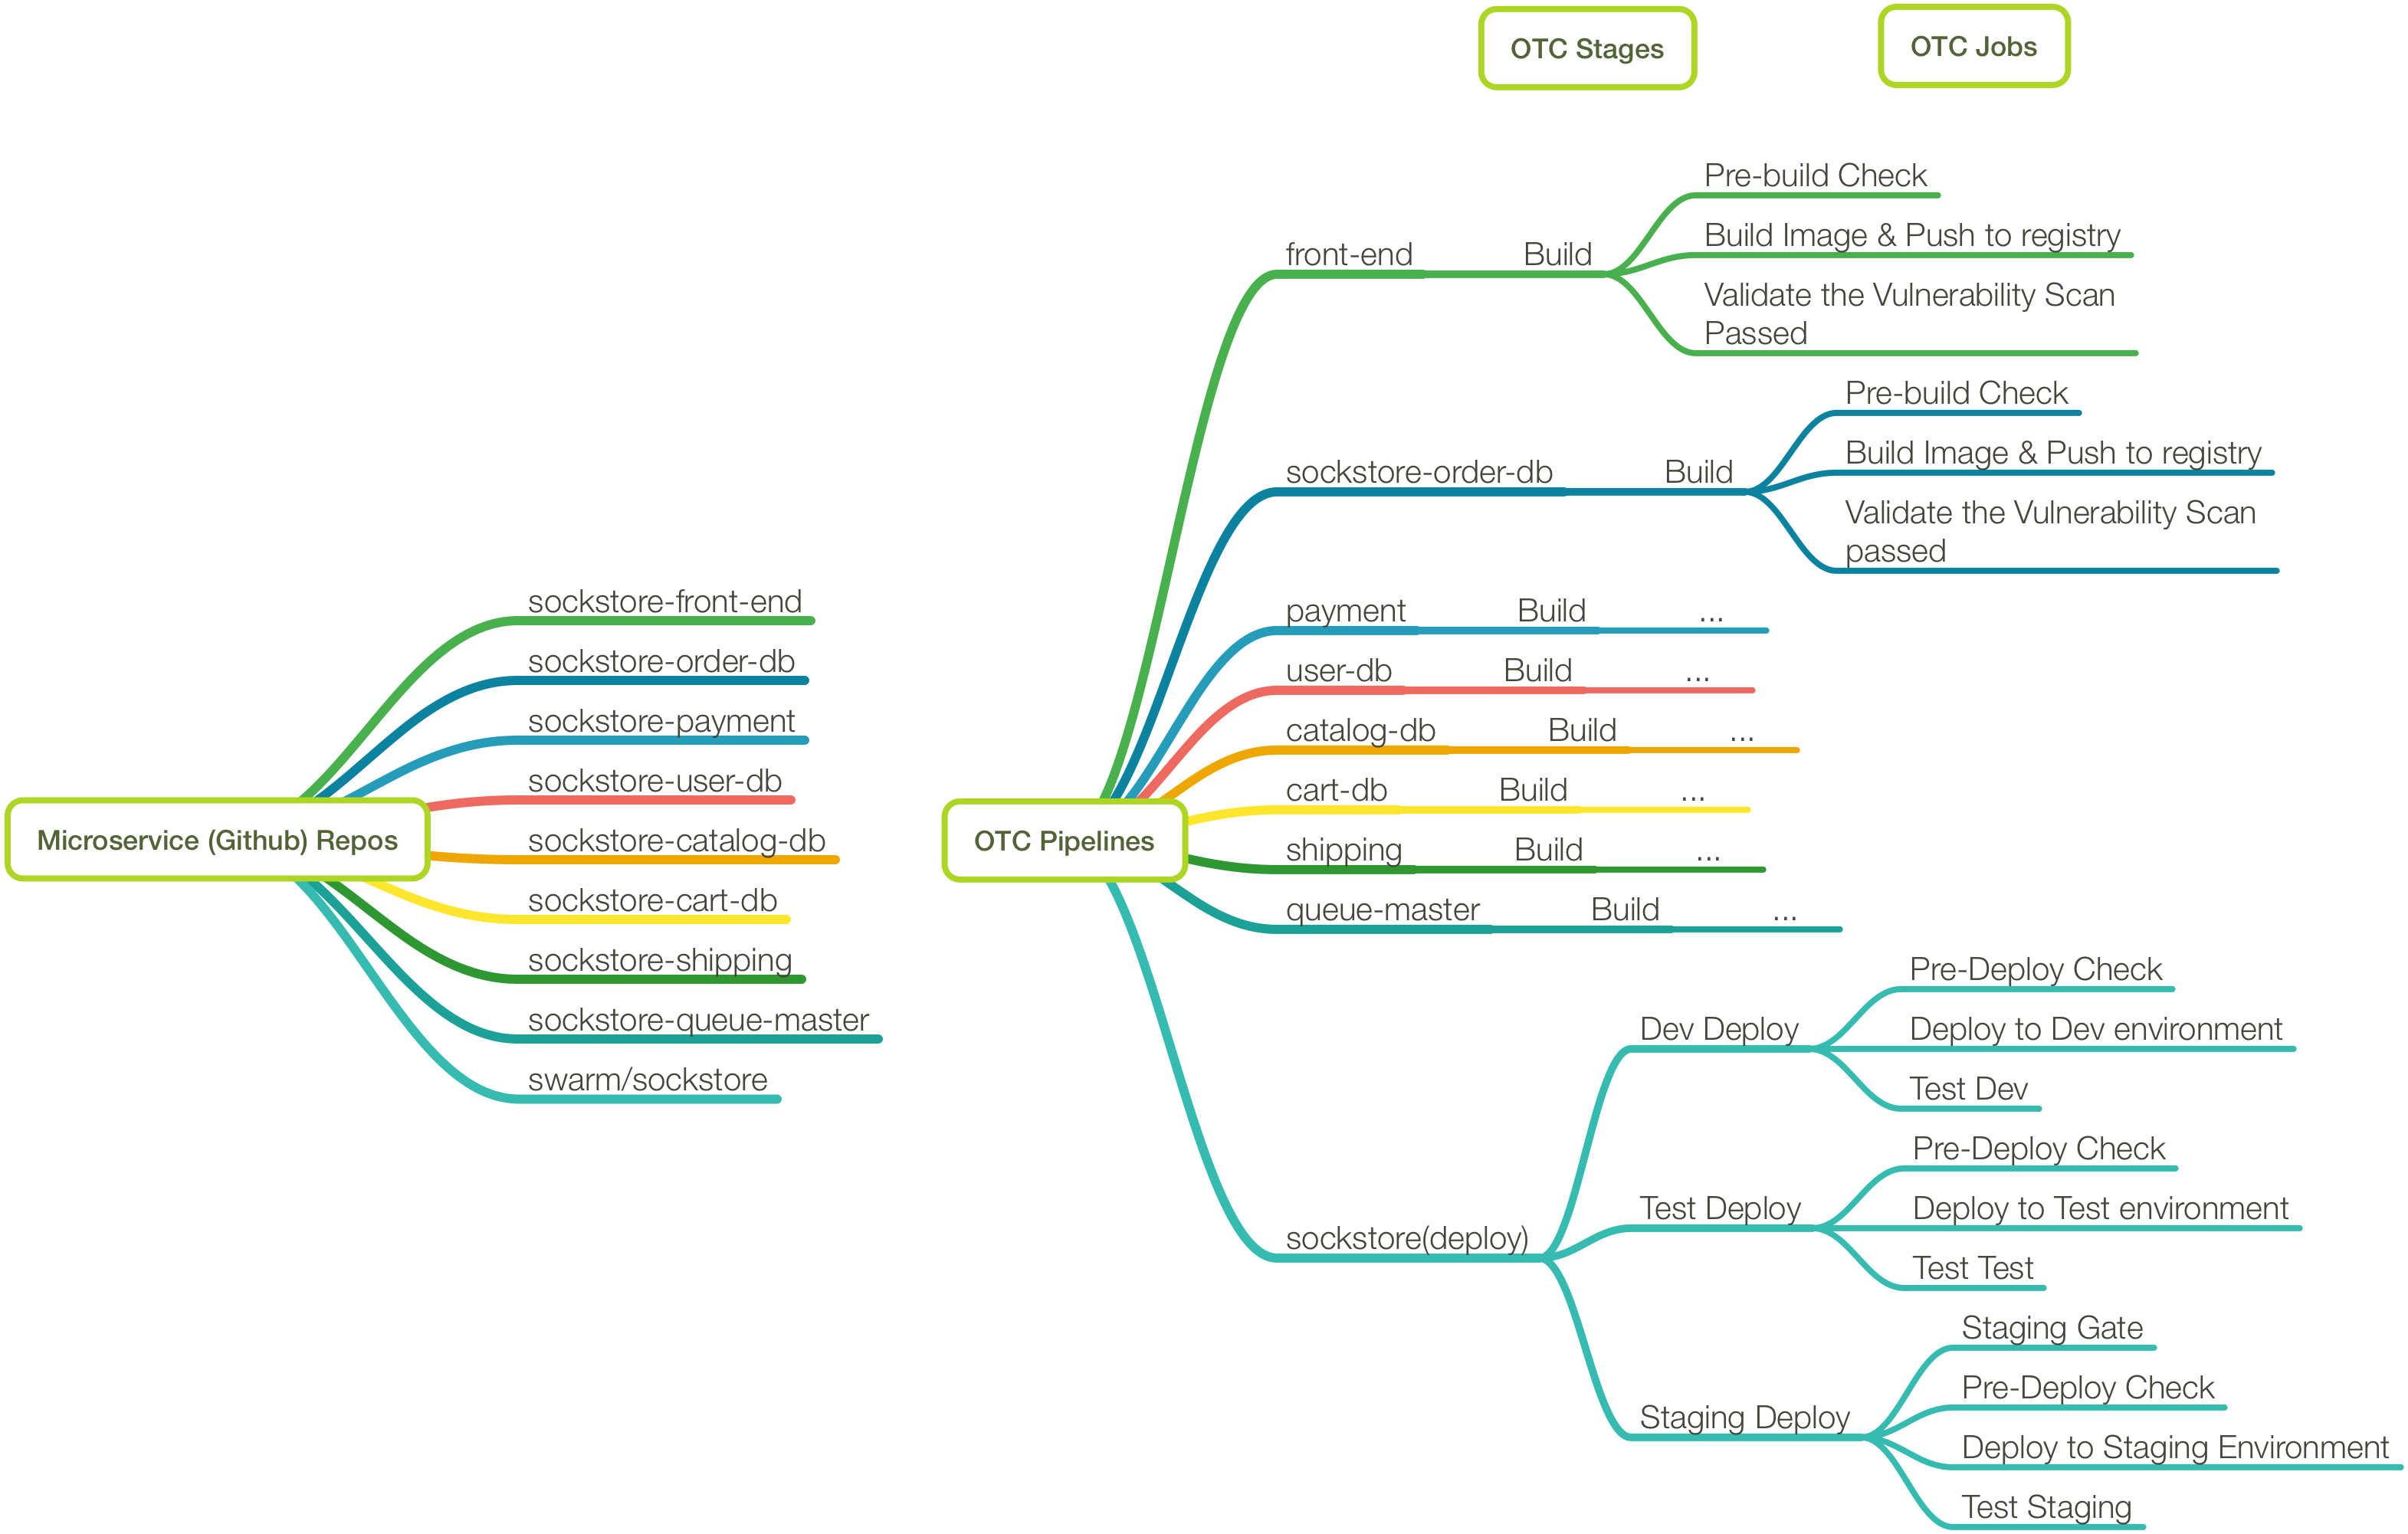 OTC Stages
OTC Jobs
Microservice (Github) Repos
sockstore-front-end
sockstore-order-db
sockstore-payment
sockstore-user-db
sockstore-catalog-db
sockstore-cart-db
sockstore-shipping
sockstore-queue-master
swarm/sockstore
OTC Pipelines
front-end
Build
Pre-build Check
Build Image & Push to registry
Validate the Vulnerability Scan
Passed
sockstore-order-db
Build
Pre-build Check
Build Image & Push to registry
Validate the Vulnerability Scan
passed
payment
Build
...
user-db
Build
...
catalog-db
Build
...
cart-db
Build
...
shipping
Build
...
queue-master
Build
...
sockstore(deploy)
Dev Deploy
Pre-Deploy Check
Deploy to Dev environment
Test Dev
Test Deploy
Pre-Deploy Check
Deploy to Test environment
Test Test
Staging Deploy
Staging Gate
Pre-Deploy Check
Deploy to Staging Environment
Test Staging